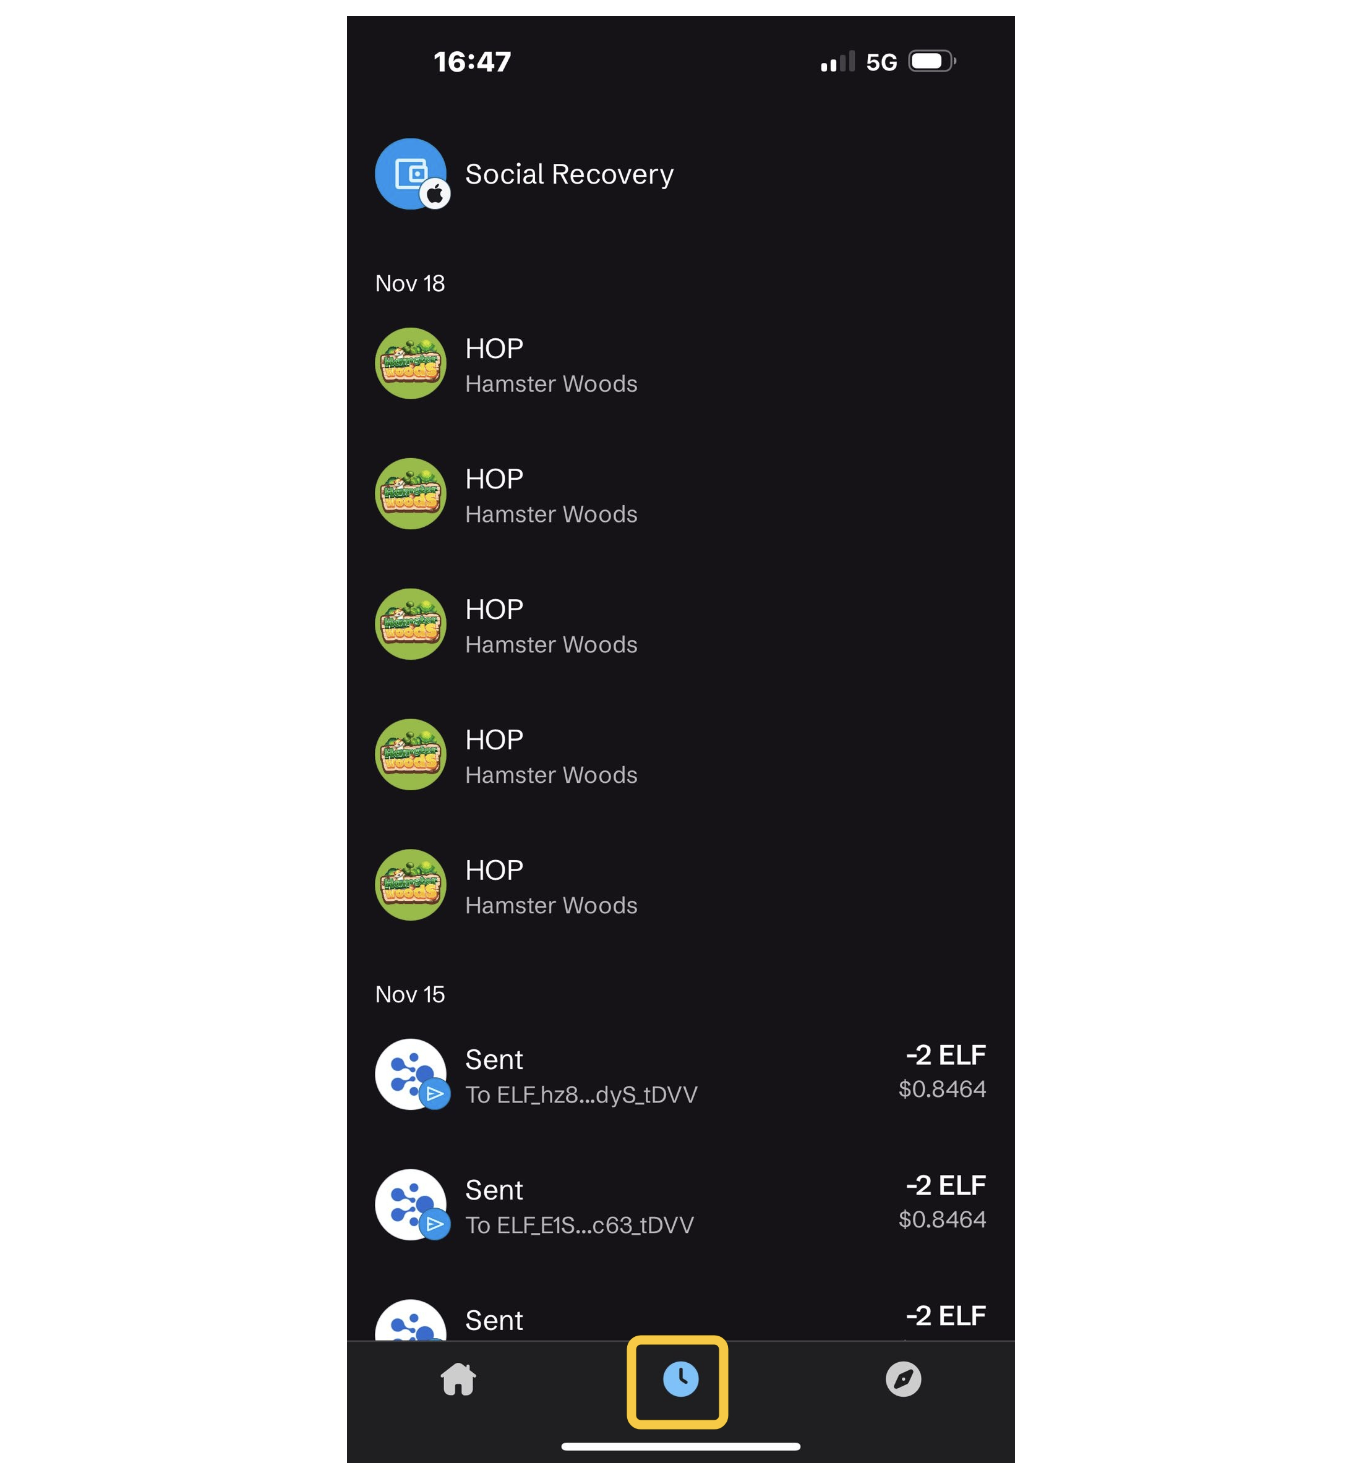 16:47
5G
Social Recovery
Nov 18
HOP
Hamster Woods
HOP
Hamster Woods
HOP
Hamster Woods
HOP
Hamster Woods
HOP
Hamster Woods
Nov 15
Sent
-2 ELF
To ELF_hz8...dyS_tDVV
$0.8464
Sent
-2 ELF
To ELF_E1S...c63_tDVV
$0.8464
Sent
-2 ELF